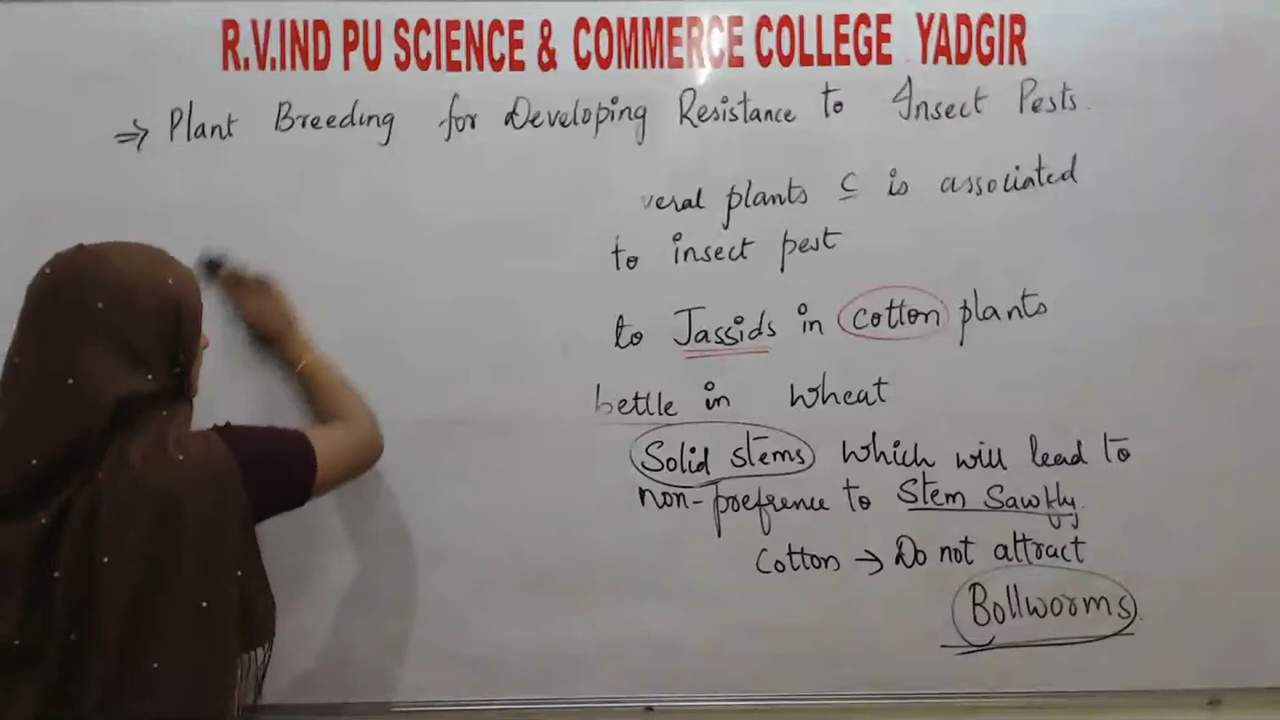 R.V.IND PU SCIENCE & COMMERCE COLLEGE YADGIR
⇒ Plant Breeding for Developing Resistance to Insect Pests.
veral plants C is associated
to insect pest
to Jassids in cotton plants
bettle in wheat
Solid stems which will lead to
non-prefrence to Stem Sawfly
Cotton → Do not attract
Bollworms